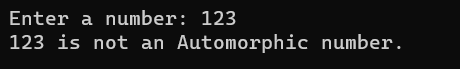 Enter a number: 123
123 is not an Automorphic number.